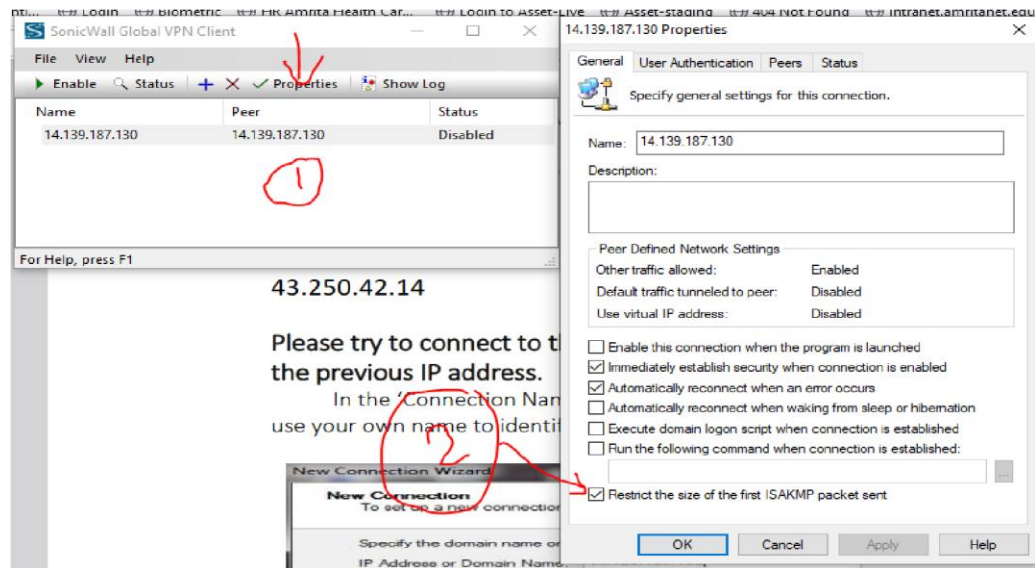 Login
Biometric
HR Amrita Health Car...
Login to Asset-Live
Asset-staging
404 Not Found
intranet.amritanet.edu
SonicWall Global VPN Client
File View Help
Enable Status Properties Show Log
Name Peer Status
14.139.187.130 14.139.187.130 Disabled
1
For Help, press F1
43.250.42.14
Please try to connect to t
the previous IP address.
In the ‘Connection Nam
use your own name to identif
2
New Connection Wizard
New Connection
To set up a new connection
Specify the domain name or
IP Address or Domain Name:
14.139.187.130 Properties
General User Authentication Peers Status
Specify general settings for this connection.
Name: 14.139.187.130
Description:
Peer Defined Network Settings
Other traffic allowed: Enabled
Default traffic tunneled to peer: Disabled
Use virtual IP address: Disabled
Enable this connection when the program is launched
Immediately establish security when connection is enabled
Automatically reconnect when an error occurs
Automatically reconnect when waking from sleep or hibernation
Execute domain logon script when connection is established
Run the following command when connection is established:
...
Restrict the size of the first ISAKMP packet sent
OK Cancel Apply Help